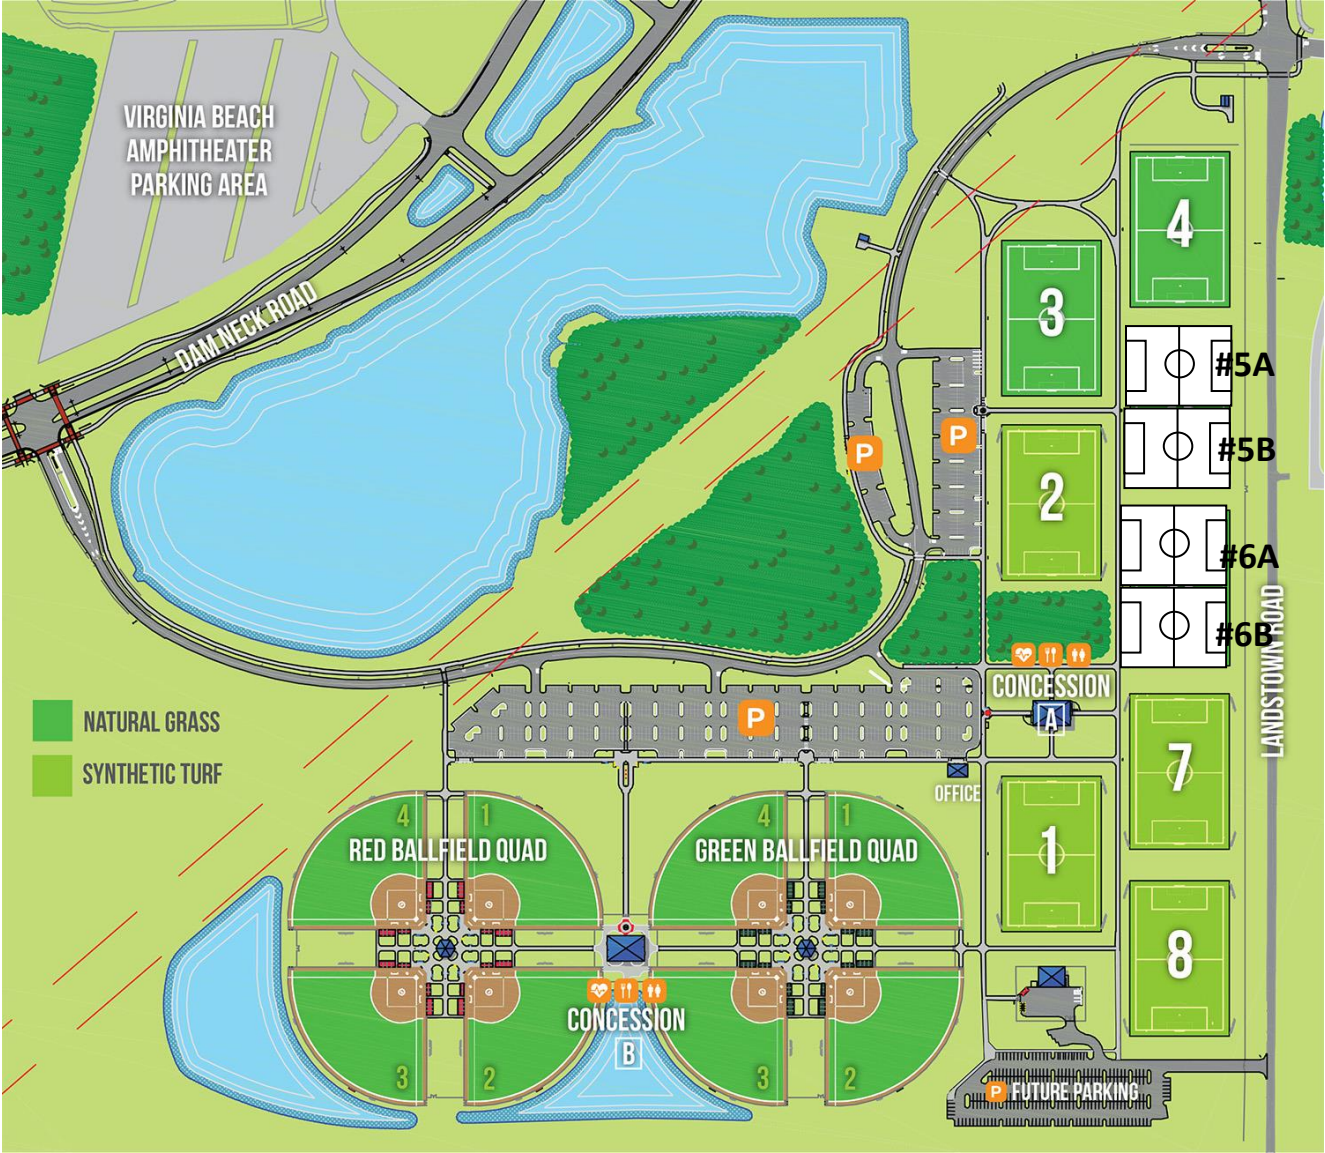 VIRGINIA BEACH
AMPHITHEATER
PARKING AREA
DAM NECK ROAD
4
3
#5A
#5B
P
P
2
#6A
#6B
CONCESSION
A
LANDSTOWN ROAD
NATURAL GRASS
SYNTHETIC TURF
P
7
OFFICE
4 1
RED BALLFIELD QUAD
4 1
GREEN BALLFIELD QUAD
1
8
CONCESSION
B
3 2
3 2
P FUTURE PARKING